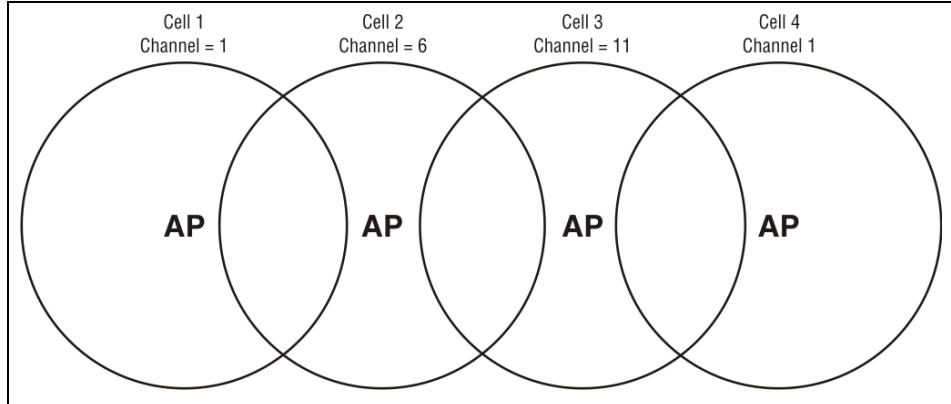 Cell 1
Channel = 1
Cell 2
Channel = 6
Cell 3
Channel = 11
Cell 4
Channel 1
AP
AP
AP
AP